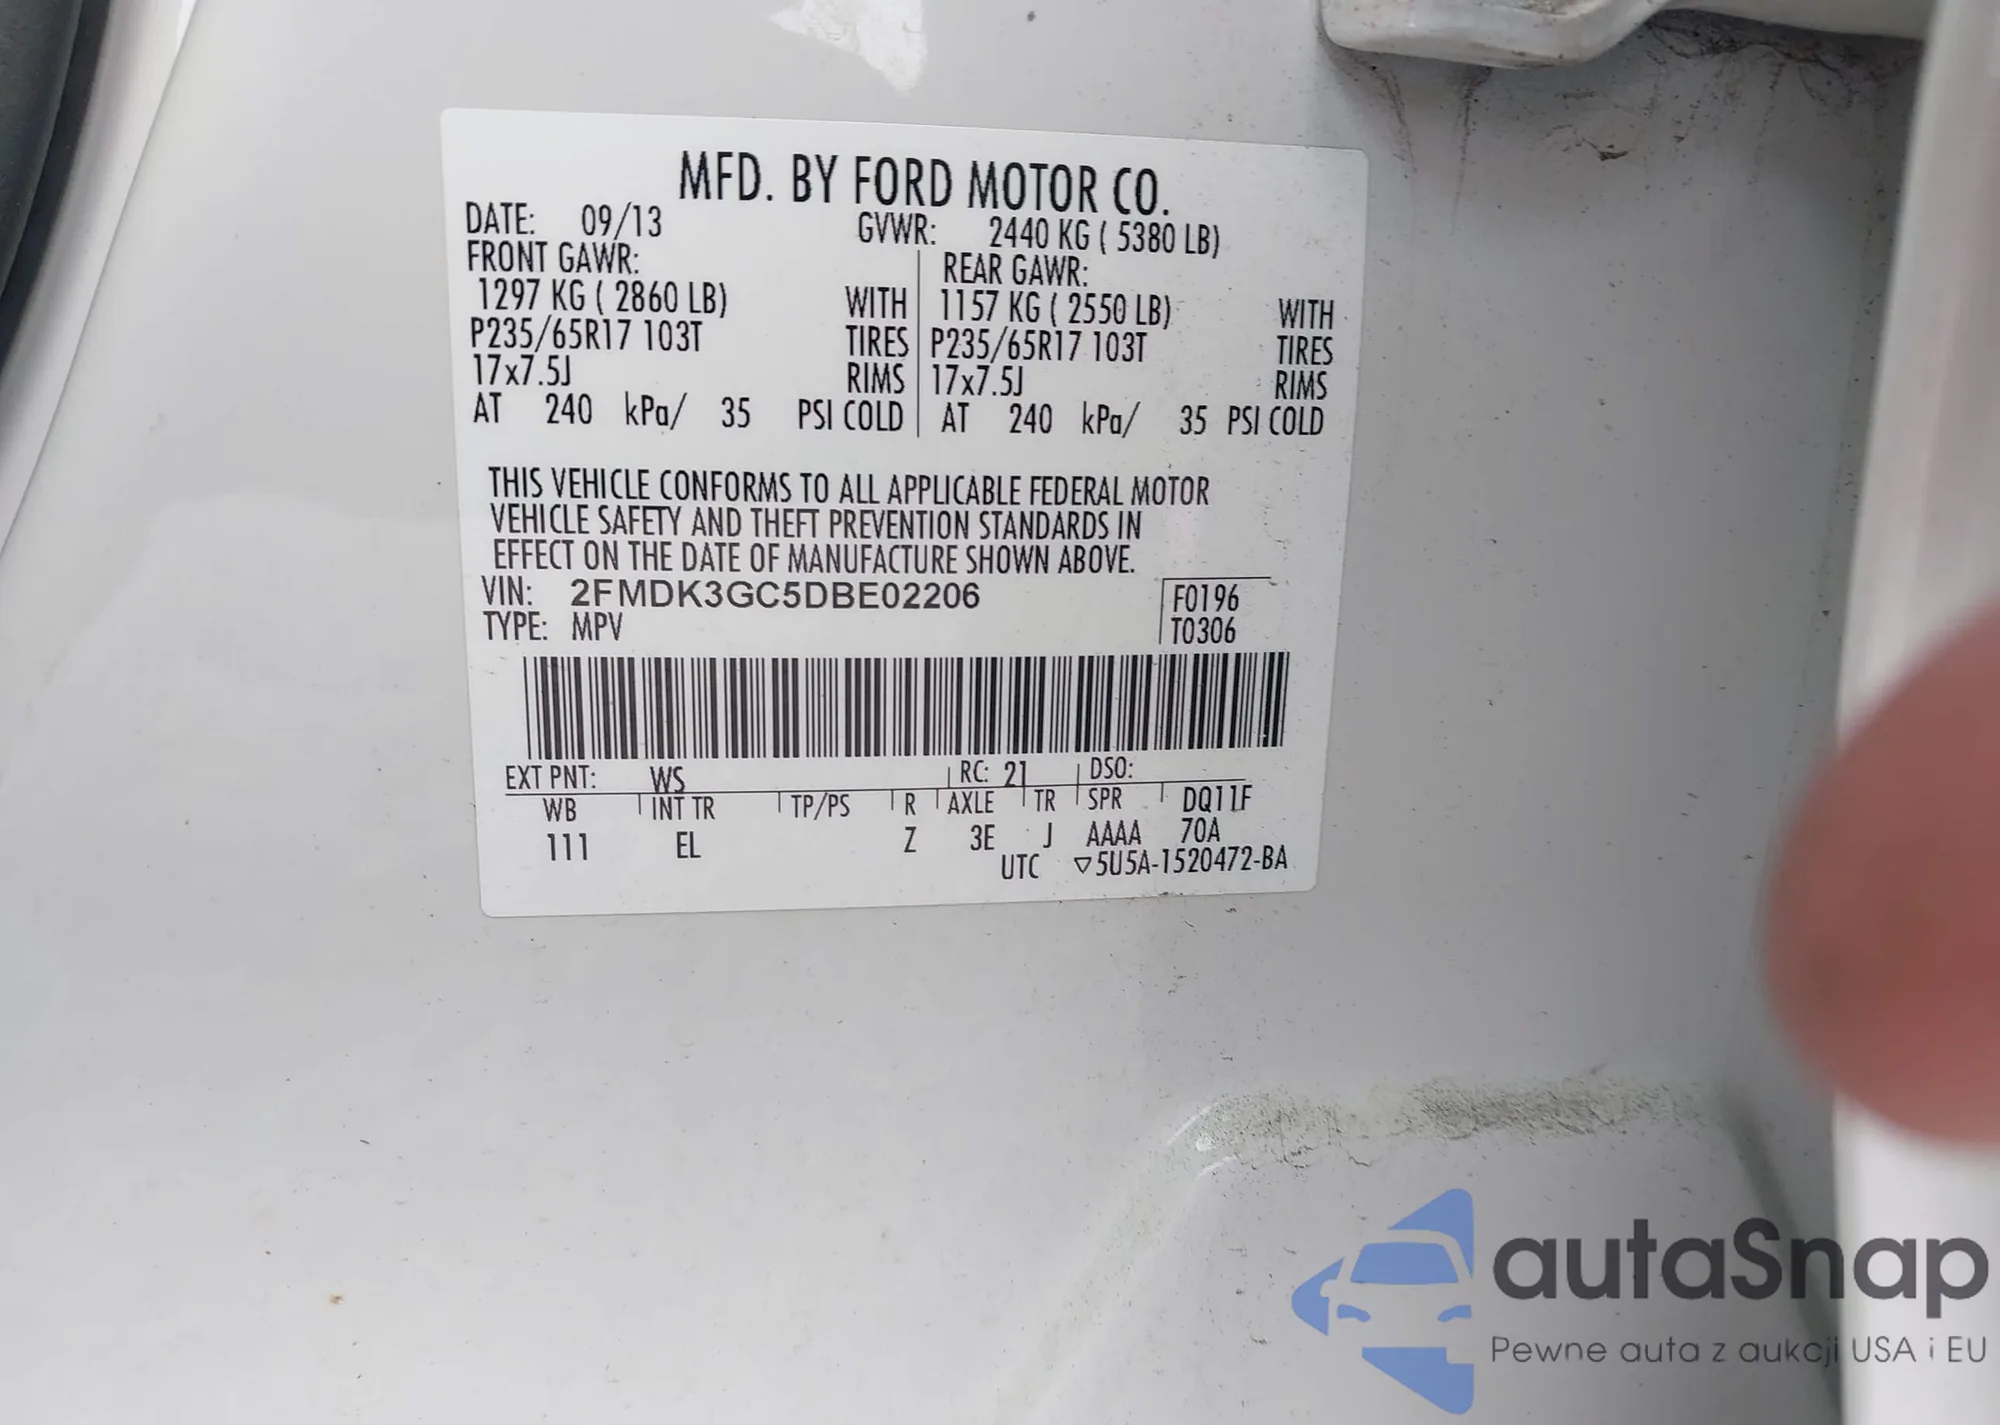 MFD. BY FORD MOTOR CO.
DATE: 09/13 GVWR: 2440 KG ( 5380 LB)
FRONT GAWR: REAR GAWR:
1297 KG ( 2860 LB) WITH 1157 KG ( 2550 LB) WITH
P235/65R17 103T TIRES P235/65R17 103T TIRES
17x7.5J RIMS 17x7.5J RIMS
AT 240 kPa/ 35 PSI COLD AT 240 kPa/ 35 PSI COLD
THIS VEHICLE CONFORMS TO ALL APPLICABLE FEDERAL MOTOR
VEHICLE SAFETY AND THEFT PREVENTION STANDARDS IN
EFFECT ON THE DATE OF MANUFACTURE SHOWN ABOVE.
VIN: 2FMDK3GC5DBE02206 F0196
TYPE: MPV T0306
EXT PNT: WS RC: 21 DSO:
WB INT TR TP/PS R AXLE TR SPR DQ11F
111 EL Z 3E J AAAA 70A
UTC ▽5U5A-1520472-BA
autaSnap
Pewne auta z aukcji USA i EU